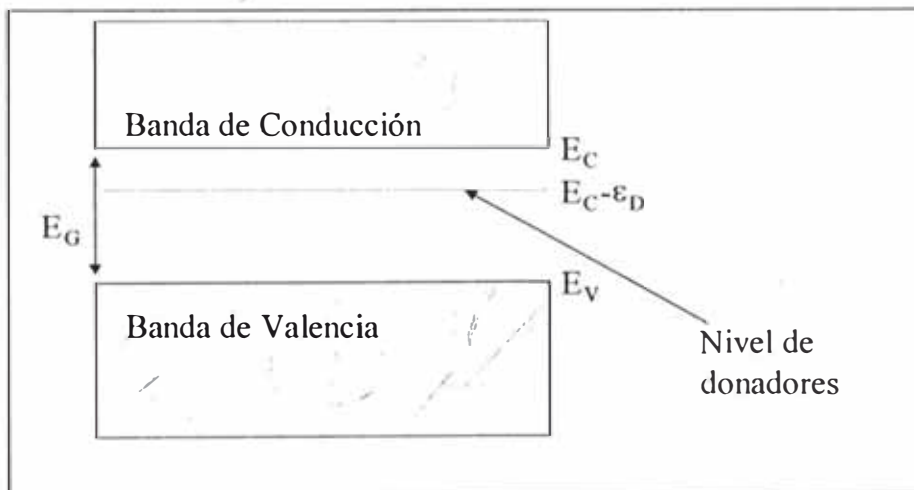 Banda de Conducción
E_C
E_C-ε_D
E_G
E_V
Banda de Valencia
Nivel de
donadores